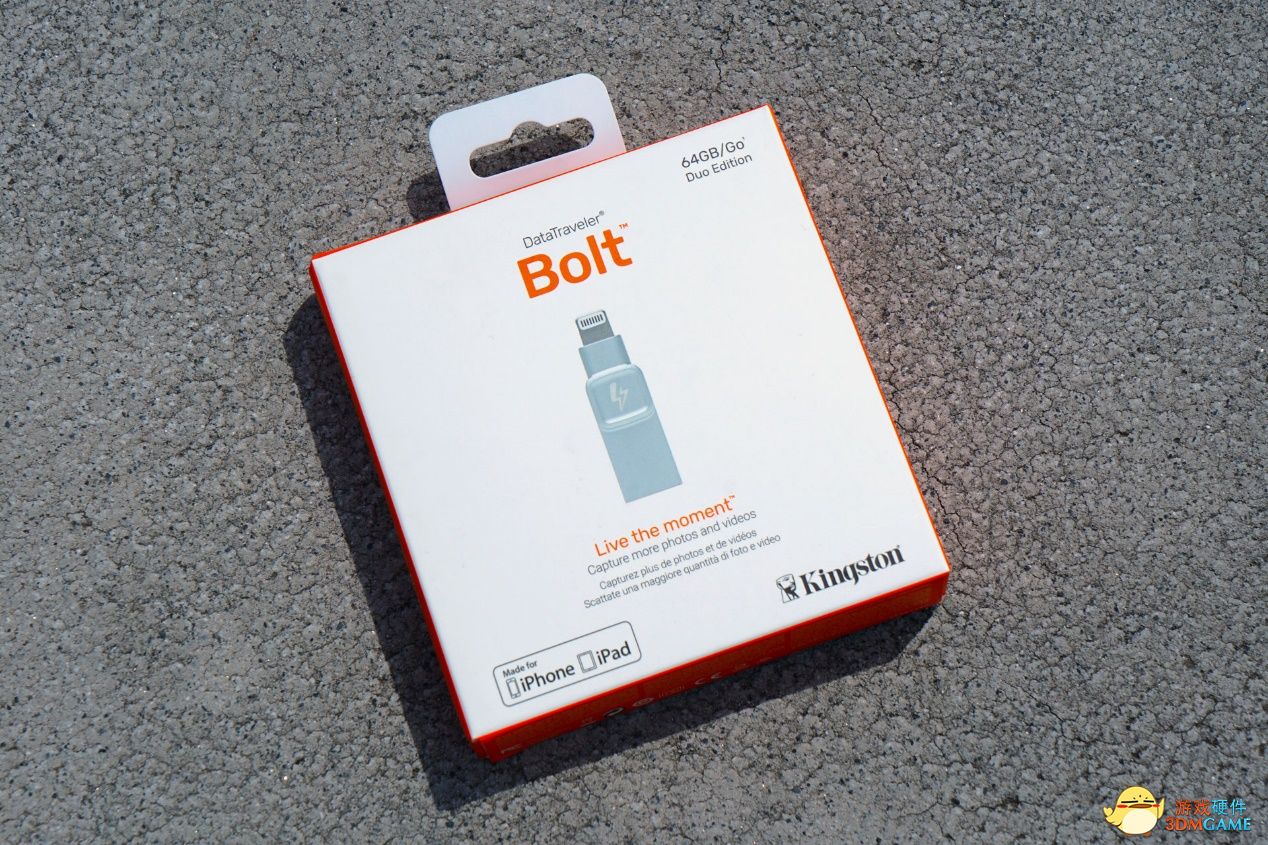 64GB/Go¹
Duo Edition
DataTraveler®
Bolt™
Live the moment™
Capture more photos and videos
Capturez plus de photos et de vidéos
Scattate una maggiore quantità di foto e video
Kingston®
Made for
iPhone iPad
游戏硬件
3DMGAME